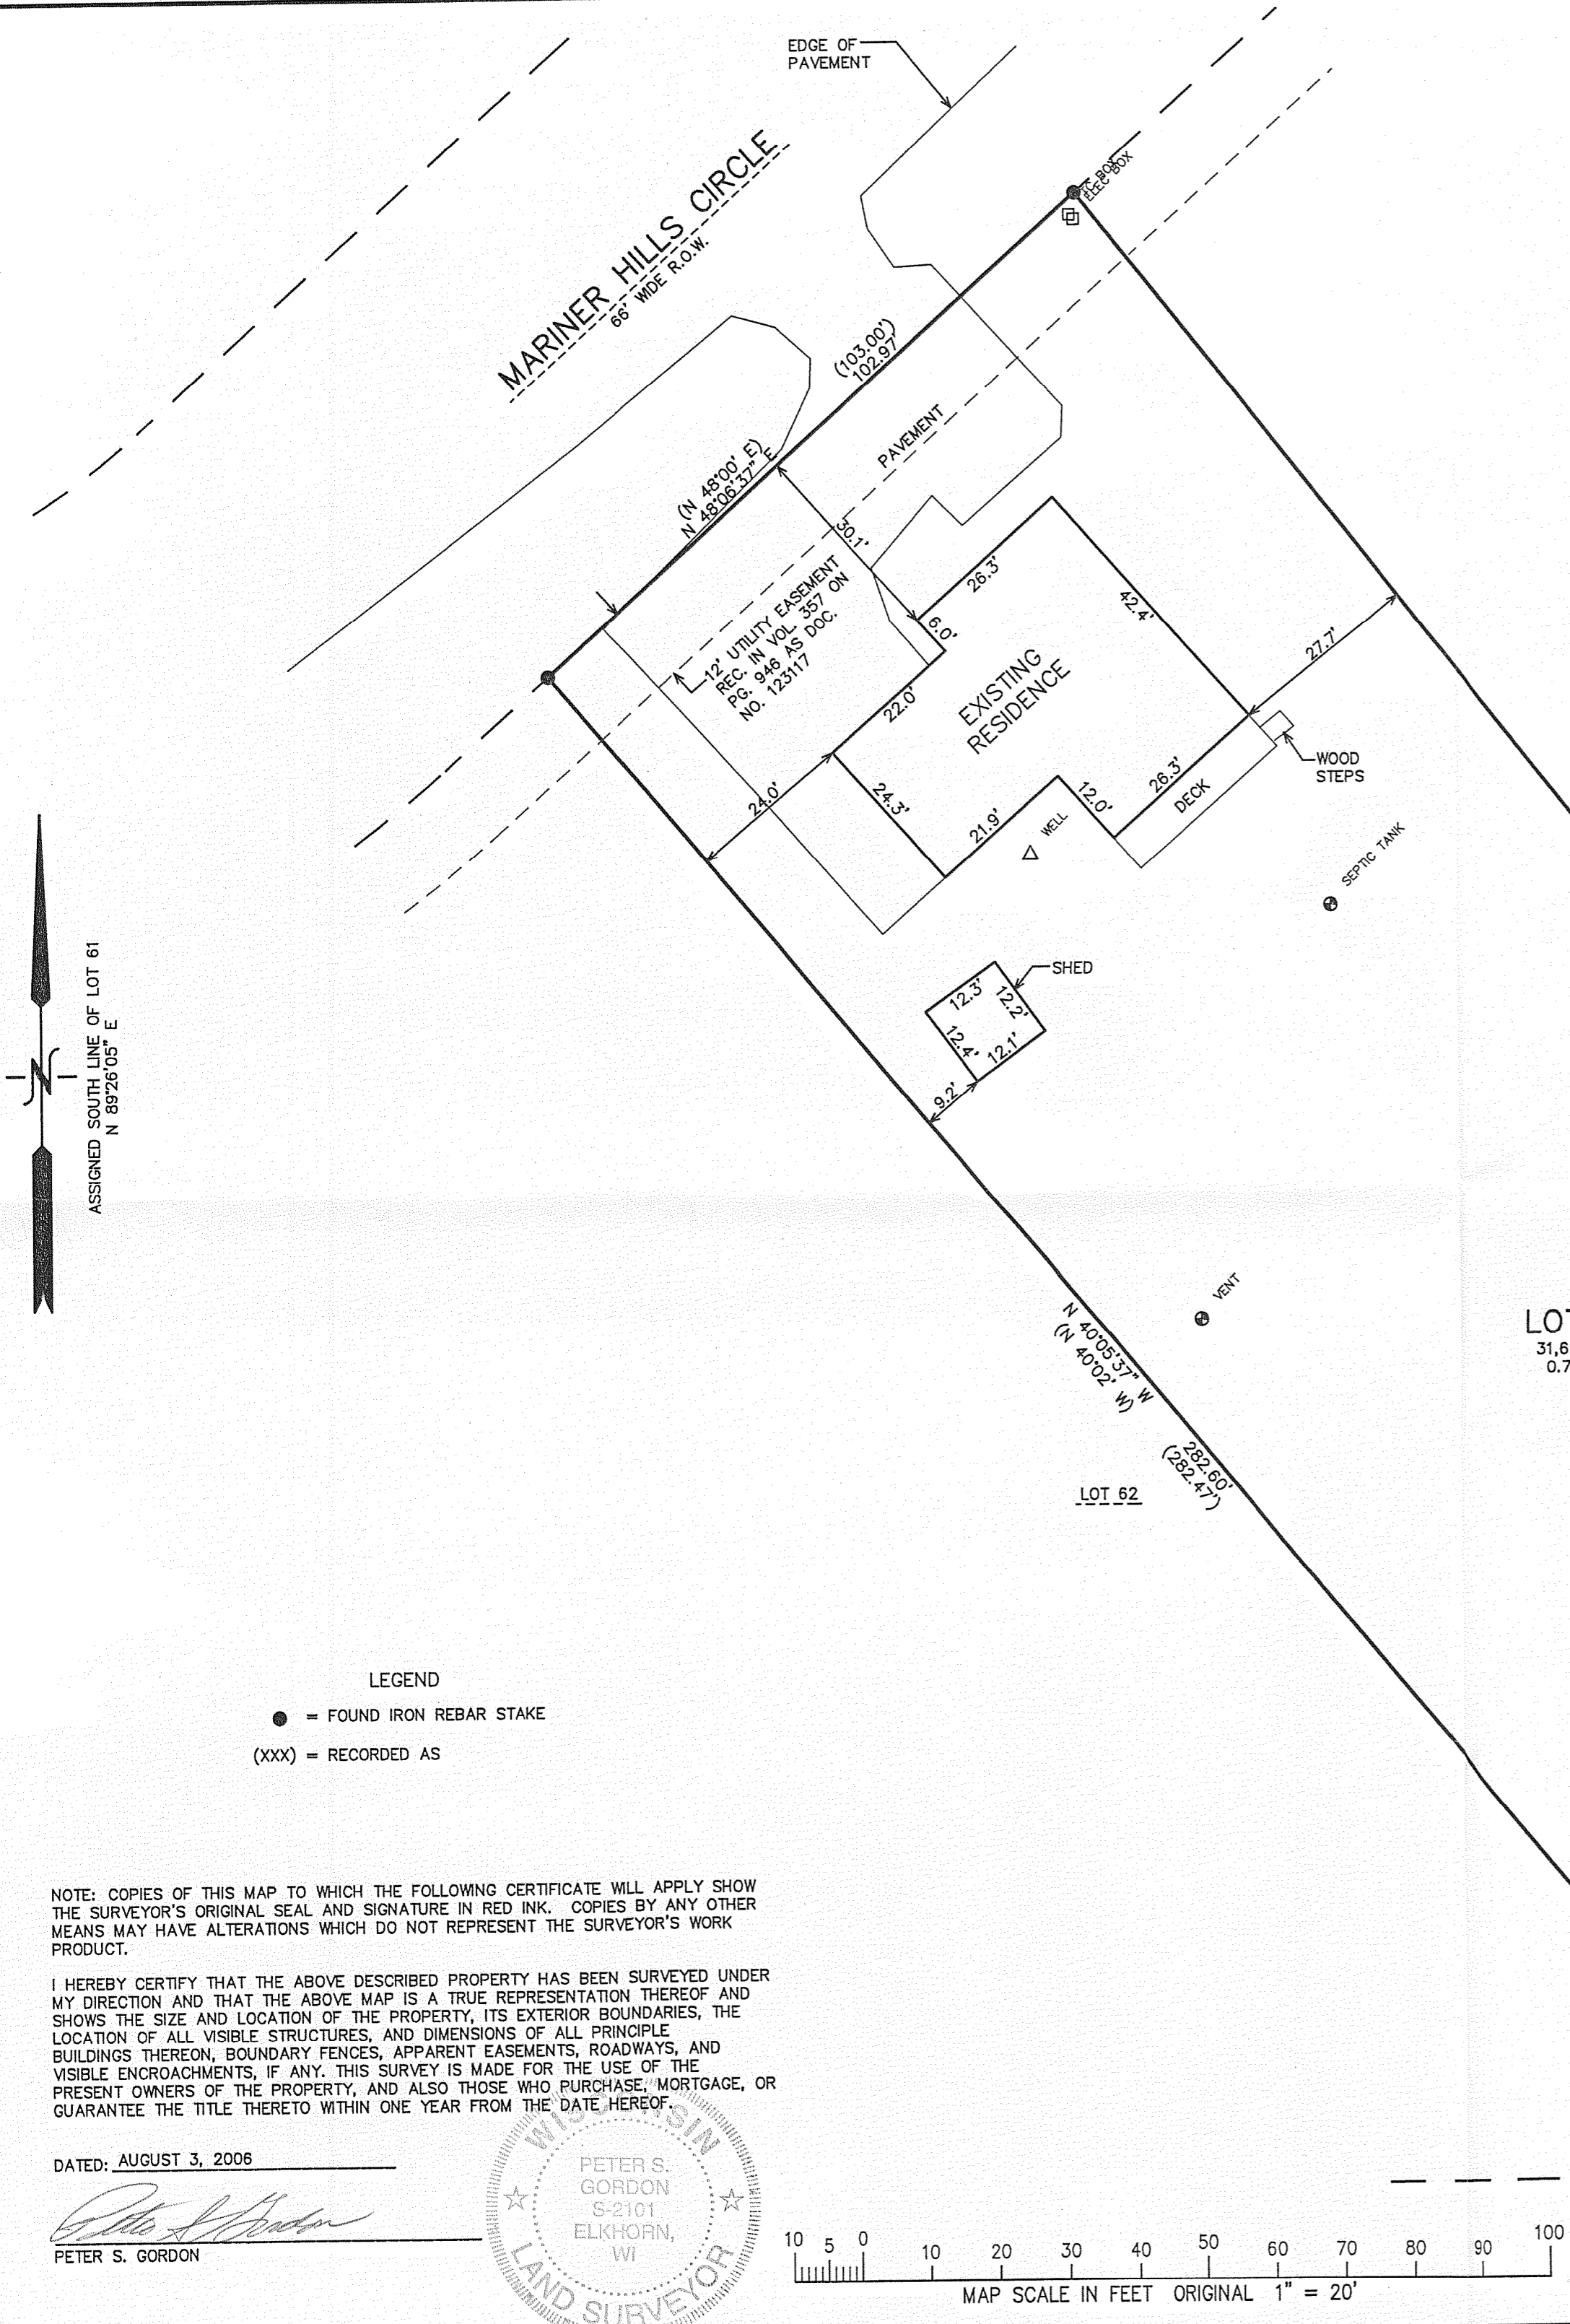 EDGE OF
PAVEMENT
ELEC BOX
MARINER HILLS CIRCLE
66' WIDE R.O.W.
(103.00')
102.97'
PAVEMENT
(N 48°00' E)
N 48°06'37" E
30.1'
12' UTILITY EASEMENT
REC. IN VOL. 357 ON
PG. 946 AS DOC.
NO. 123117
26.3'
6.0'
42.4'
27.7'
EXISTING
RESIDENCE
22.0'
24.0'
24.3'
21.9'
12.0'
26.3'
DECK
WOOD
STEPS
WELL
SEPTIC TANK
SHED
12.3'
12.2'
12.4'
12.1'
9.2'
N
ASSIGNED SOUTH LINE OF LOT 61
N 89°26'05" E
VENT
N 40°05'37" W
(N 40°02' W)
LOT
31,6
0.7
282.60'
(282.47')
LOT 62
LEGEND
= FOUND IRON REBAR STAKE
(XXX) = RECORDED AS
NOTE: COPIES OF THIS MAP TO WHICH THE FOLLOWING CERTIFICATE WILL APPLY SHOW
THE SURVEYOR'S ORIGINAL SEAL AND SIGNATURE IN RED INK. COPIES BY ANY OTHER
MEANS MAY HAVE ALTERATIONS WHICH DO NOT REPRESENT THE SURVEYOR'S WORK
PRODUCT.
I HEREBY CERTIFY THAT THE ABOVE DESCRIBED PROPERTY HAS BEEN SURVEYED UNDER
MY DIRECTION AND THAT THE ABOVE MAP IS A TRUE REPRESENTATION THEREOF AND
SHOWS THE SIZE AND LOCATION OF THE PROPERTY, ITS EXTERIOR BOUNDARIES, THE
LOCATION OF ALL VISIBLE STRUCTURES, AND DIMENSIONS OF ALL PRINCIPLE
BUILDINGS THEREON, BOUNDARY FENCES, APPARENT EASEMENTS, ROADWAYS, AND
VISIBLE ENCROACHMENTS, IF ANY. THIS SURVEY IS MADE FOR THE USE OF THE
PRESENT OWNERS OF THE PROPERTY, AND ALSO THOSE WHO PURCHASE, MORTGAGE, OR
GUARANTEE THE TITLE THERETO WITHIN ONE YEAR FROM THE DATE HEREOF.
DATED: AUGUST 3, 2006
Peter S Gordon
PETER S. GORDON
WISCONSIN
PETER S.
GORDON
S-2101
ELKHORN,
WI
LAND SURVEYOR
10 5 0 10 20 30 40 50 60 70 80 90 100
MAP SCALE IN FEET ORIGINAL 1" = 20'